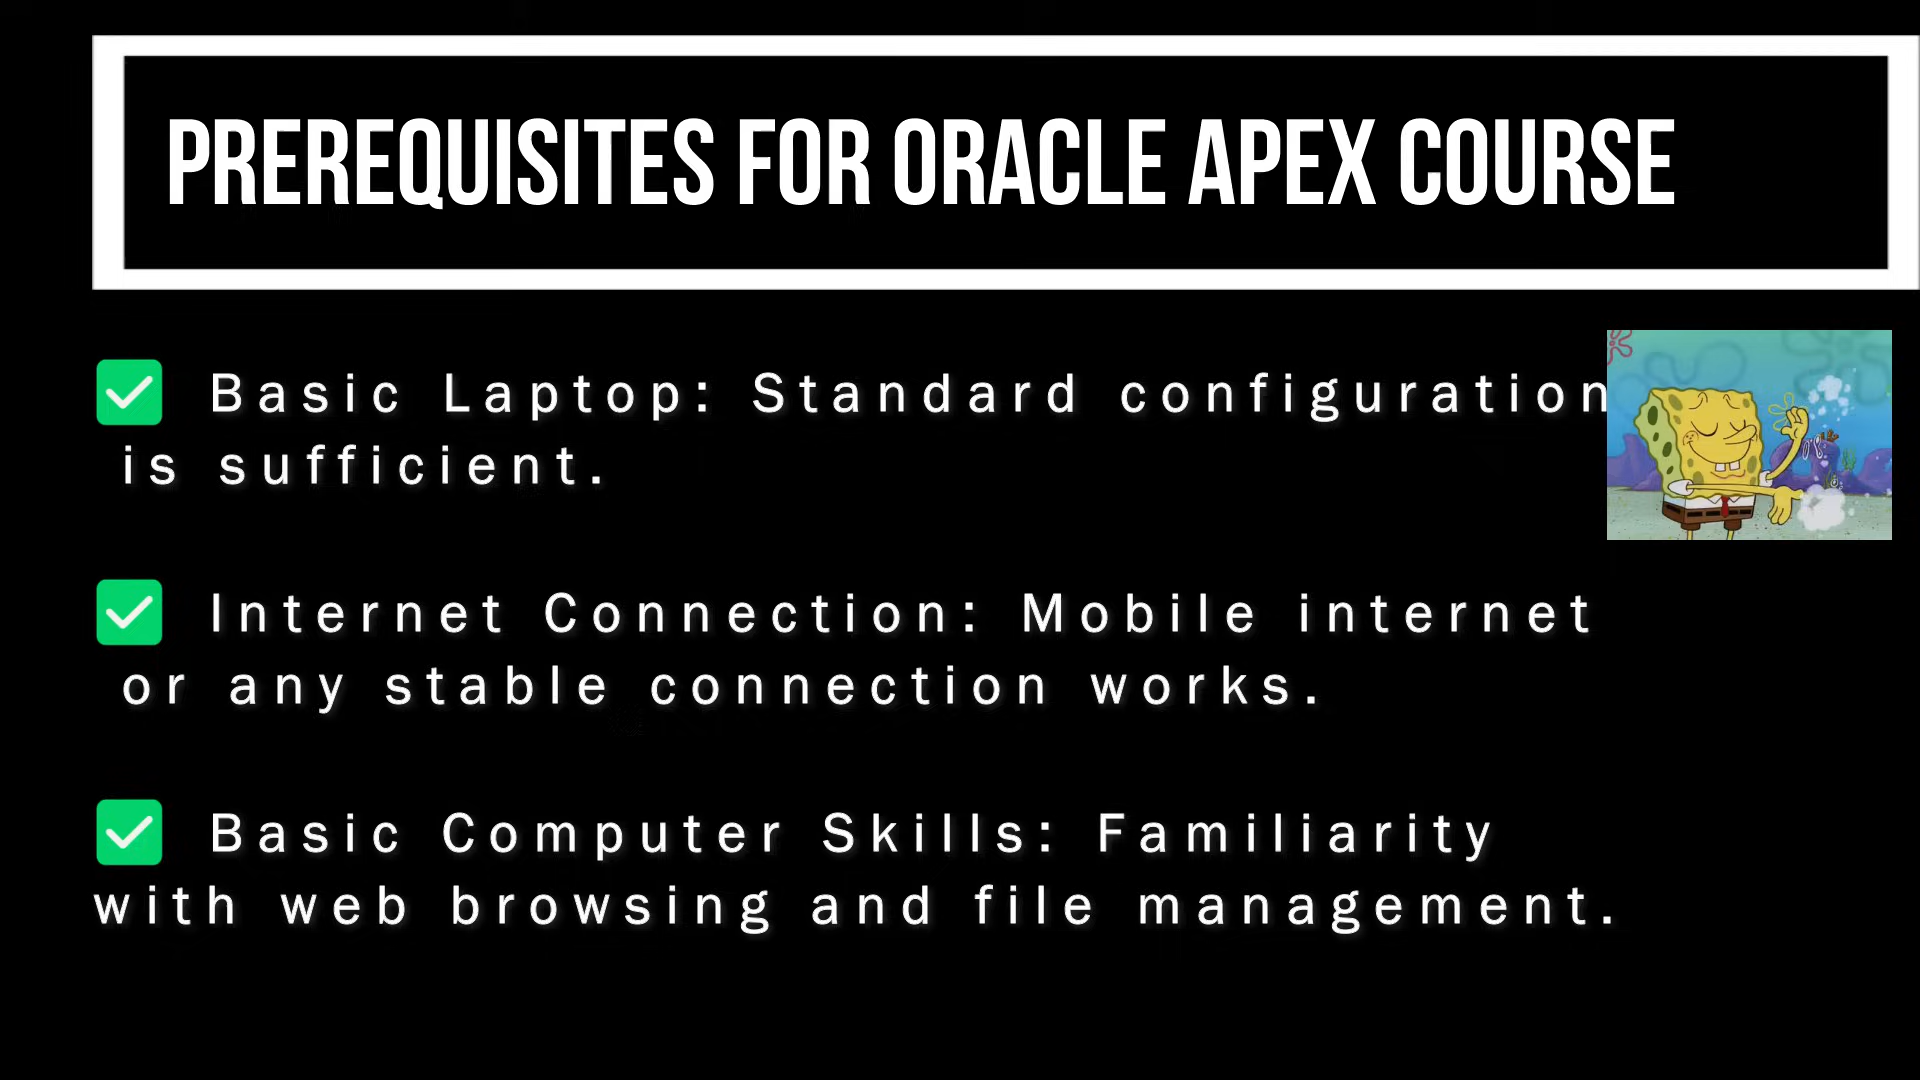 PREREQUISITES FOR ORACLE APEX COURSE
✅ Basic Laptop: Standard configuration
is sufficient.
✅ Internet Connection: Mobile internet
or any stable connection works.
✅ Basic Computer Skills: Familiarity
with web browsing and file management.